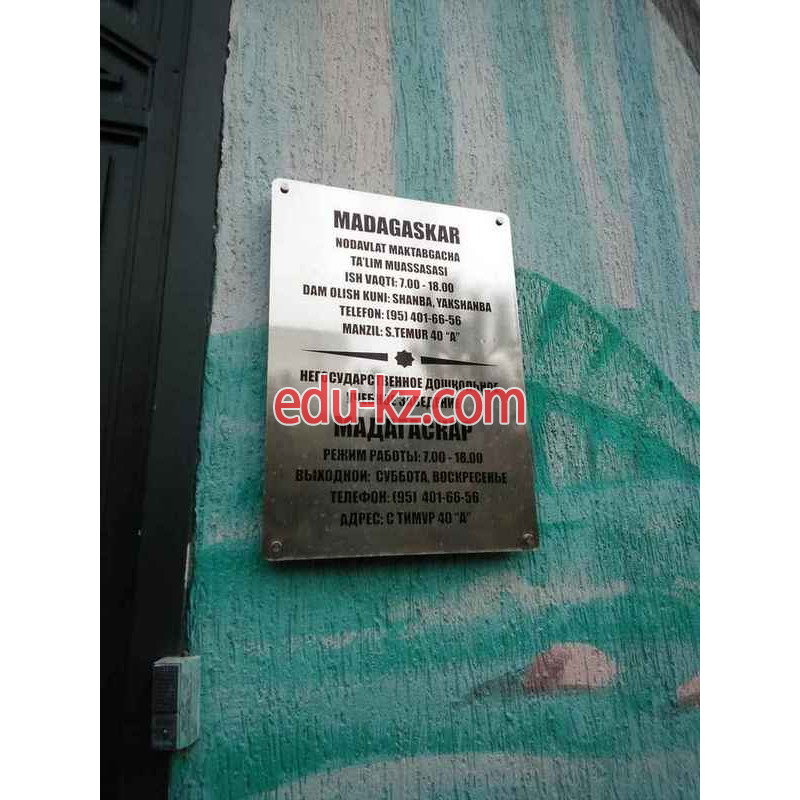 MADAGASKAR
NODAVLAT MAKTABGACHA
TA'LIM MUASSASASI
ISH VAQTI: 7.00 - 18.00
DAM OLISH KUNI: SHANBA, YAKSHANBA
TELEFON: (95) 401-66-56
MANZIL: S.TEMUR 40 "A"
НЕГОСУДАРСТВЕННОЕ ДОШКОЛЬНОЕ
edu-kz.com
МАДАГАСКАР
РЕЖИМ РАБОТЫ: 7.00 - 18.00
ВЫХОДНОЙ: СУББОТА, ВОСКРЕСЕНЬЕ
ТЕЛЕФОН: (95) 401-66-56
АДРЕС: С ТИМУР 40 "А"